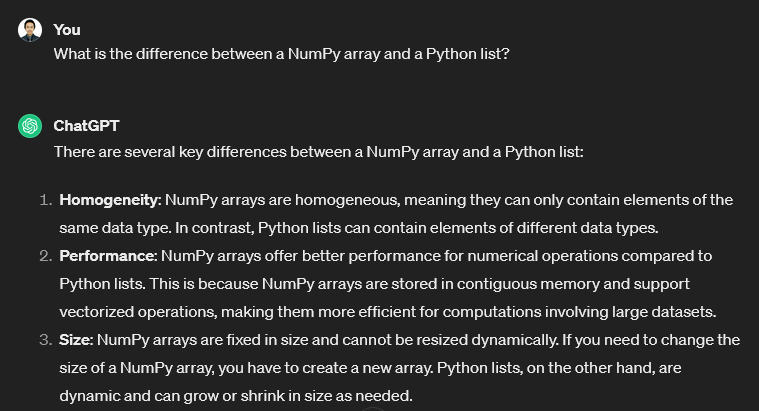 You
What is the difference between a NumPy array and a Python list?
ChatGPT
There are several key differences between a NumPy array and a Python list:
1. Homogeneity: NumPy arrays are homogeneous, meaning they can only contain elements of the
same data type. In contrast, Python lists can contain elements of different data types.
2. Performance: NumPy arrays offer better performance for numerical operations compared to
Python lists. This is because NumPy arrays are stored in contiguous memory and support
vectorized operations, making them more efficient for computations involving large datasets.
3. Size: NumPy arrays are fixed in size and cannot be resized dynamically. If you need to change the
size of a NumPy array, you have to create a new array. Python lists, on the other hand, are
dynamic and can grow or shrink in size as needed.